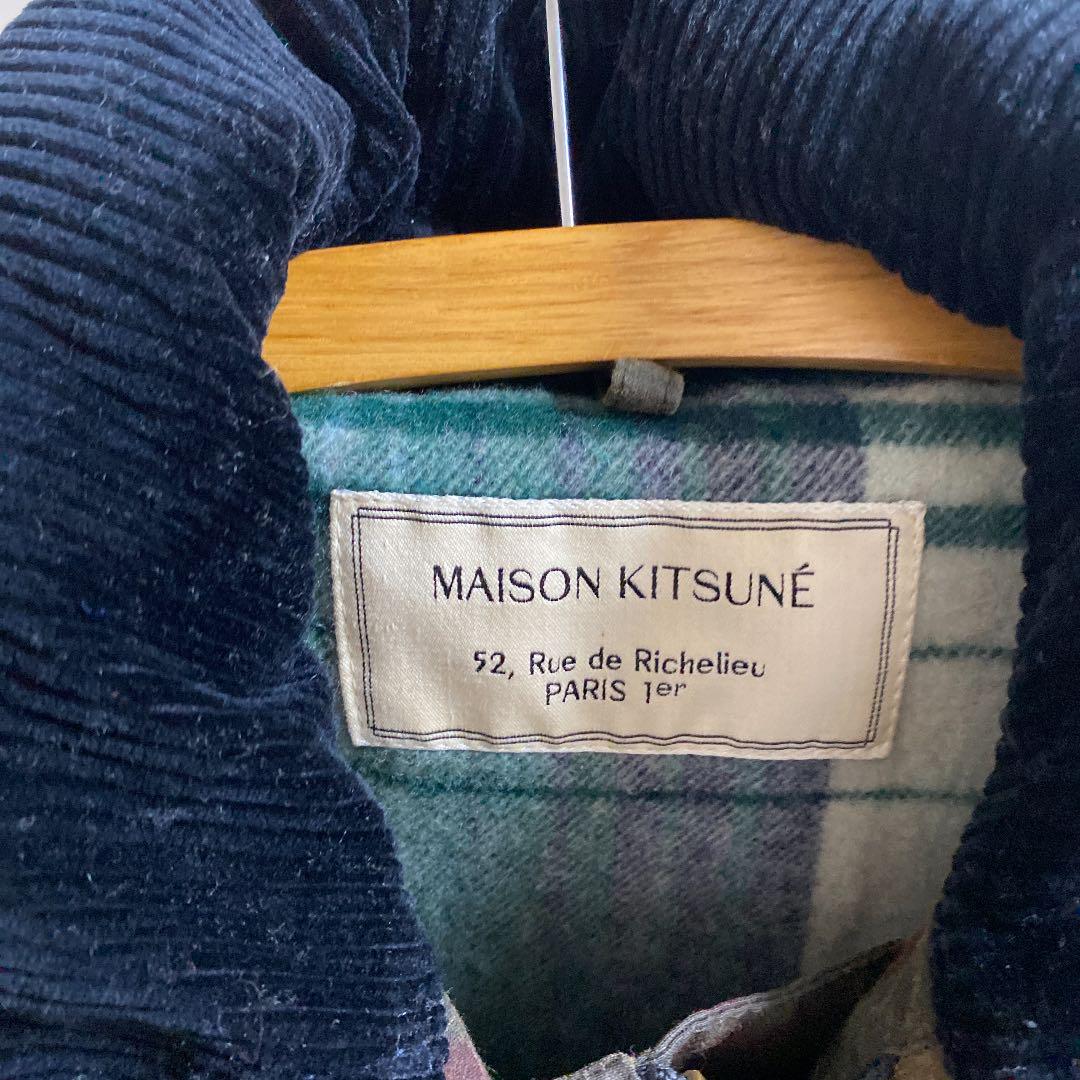 MAISON KITSUNÉ
52, Rue de Richelieu
PARIS 1er